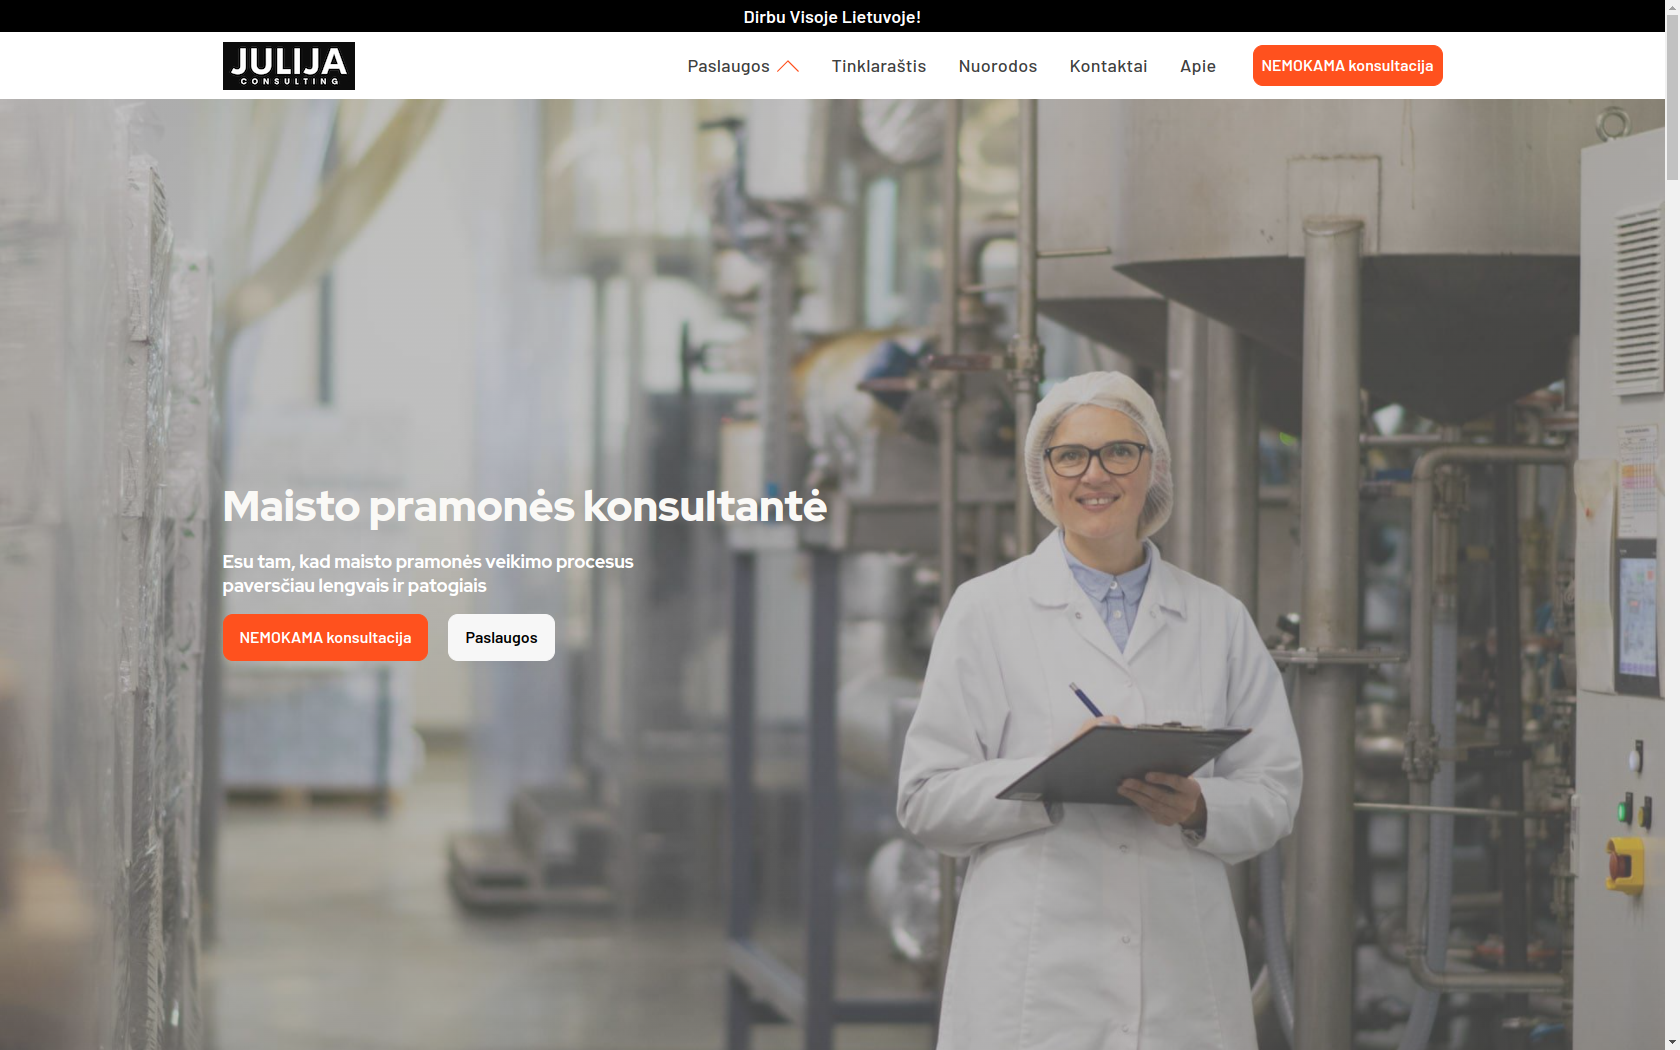 Dirbu Visoje Lietuvoje!
JULIJA
CONSULTING
Paslaugos
Tinklaraštis
Nuorodos
Kontaktai
Apie
NEMOKAMA konsultacija
Maisto pramonės konsultantė
Esu tam, kad maisto pramonės veikimo procesus
paversčiau lengvais ir patogiais
NEMOKAMA konsultacija
Paslaugos